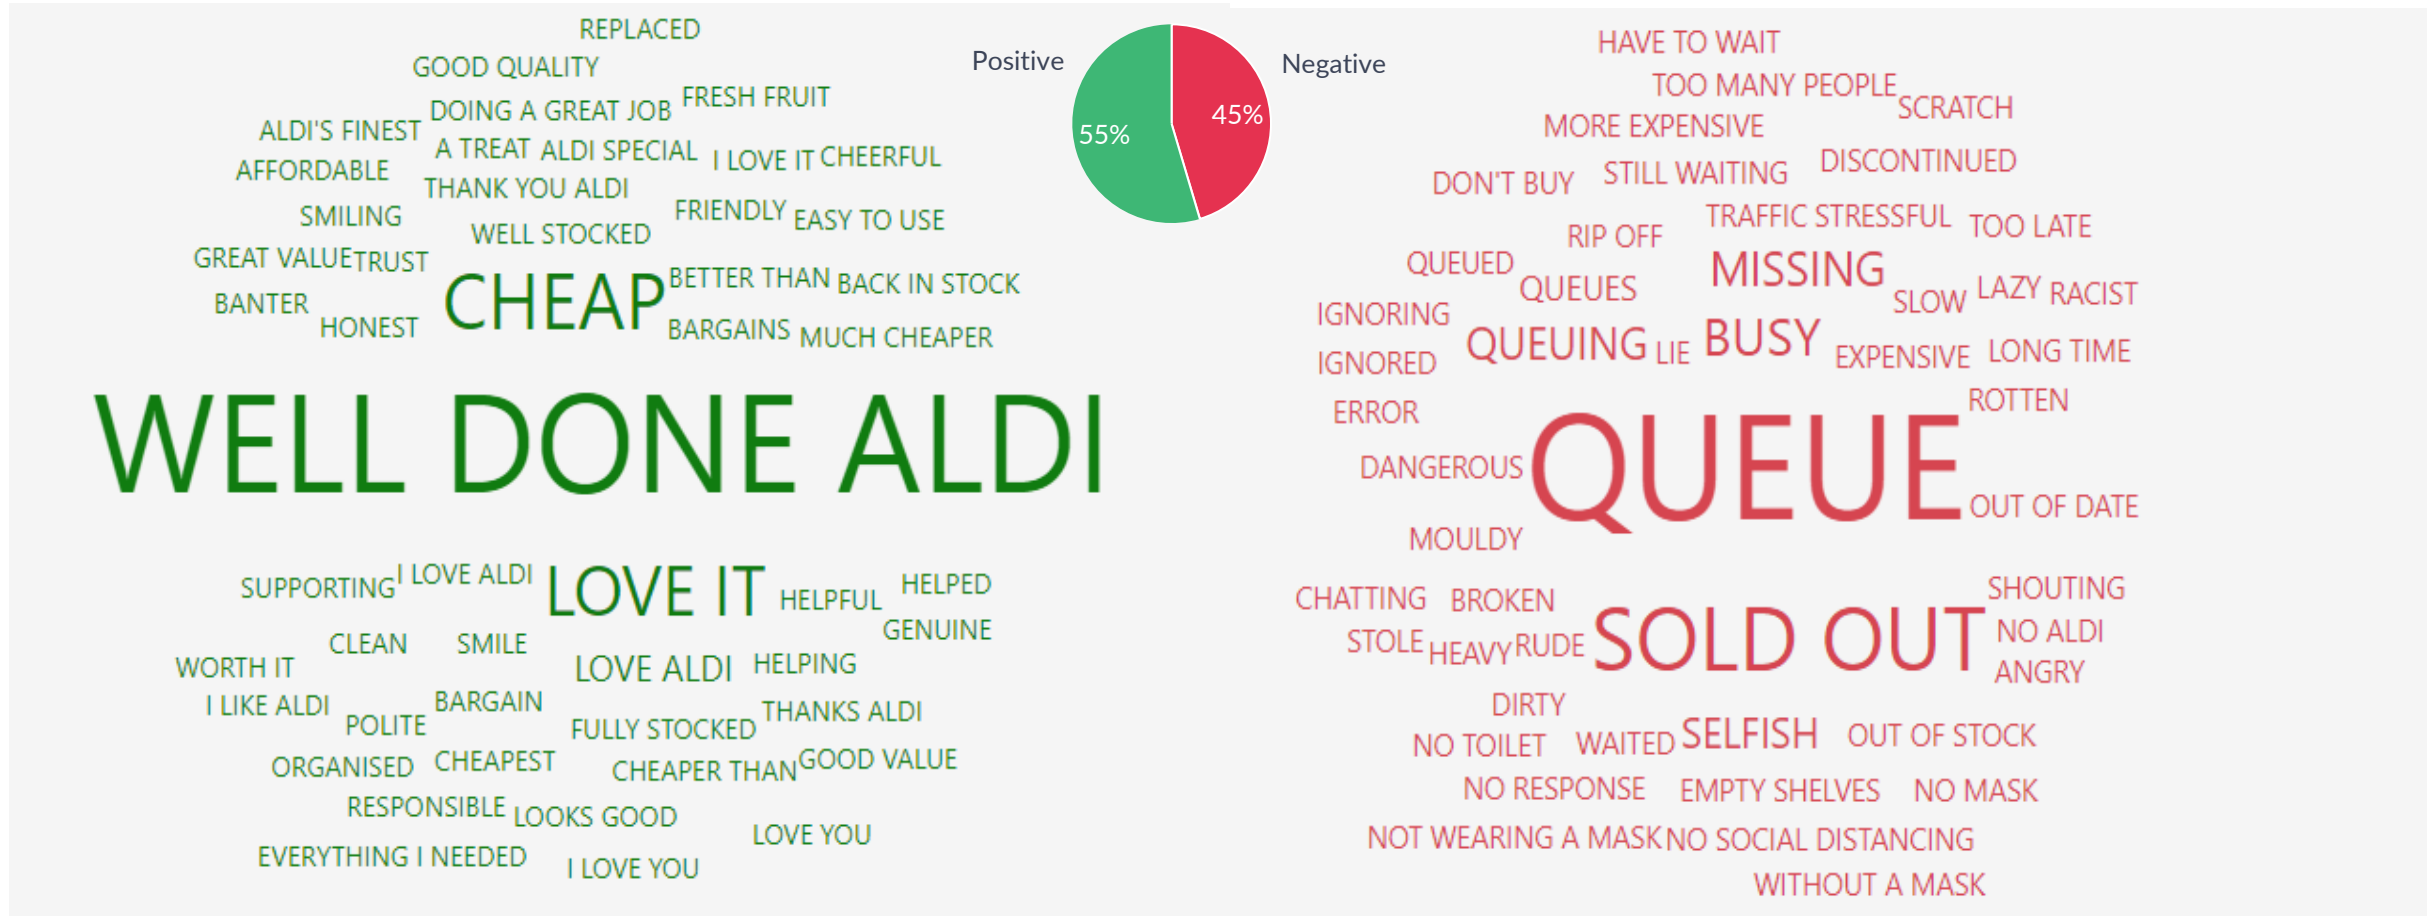 REPLACED
GOOD QUALITY
DOING A GREAT JOB FRESH FRUIT
ALDI'S FINEST
A TREAT ALDI SPECIAL I LOVE IT CHEERFUL
AFFORDABLE
THANK YOU ALDI
SMILING
FRIENDLY EASY TO USE
WELL STOCKED
GREAT VALUE TRUST
CHEAP BETTER THAN BACK IN STOCK
BANTER
HONEST
BARGAINS MUCH CHEAPER
WELL DONE ALDI
SUPPORTING I LOVE ALDI LOVE IT HELPFUL HELPED
GENUINE
CLEAN SMILE
WORTH IT
LOVE ALDI HELPING
I LIKE ALDI
BARGAIN
POLITE
FULLY STOCKED THANKS ALDI
ORGANISED CHEAPEST
CHEAPER THAN GOOD VALUE
RESPONSIBLE LOOKS GOOD
LOVE YOU
EVERYTHING I NEEDED
I LOVE YOU
Positive
55%
45%
Negative
HAVE TO WAIT
TOO MANY PEOPLE
SCRATCH
MORE EXPENSIVE
DON'T BUY STILL WAITING DISCONTINUED
TRAFFIC STRESSFUL TOO LATE
RIP OFF
QUEUED
QUEUES MISSING
SLOW LAZY RACIST
IGNORING
QUEUING LIE BUSY EXPENSIVE LONG TIME
IGNORED
ERROR
ROTTEN
DANGEROUS QUEUE OUT OF DATE
MOULDY
CHATTING BROKEN
SHOUTING
STOLE HEAVY RUDE SOLD OUT NO ALDI
ANGRY
DIRTY
NO TOILET WAITED SELFISH OUT OF STOCK
NO RESPONSE EMPTY SHELVES NO MASK
NOT WEARING A MASK NO SOCIAL DISTANCING
WITHOUT A MASK